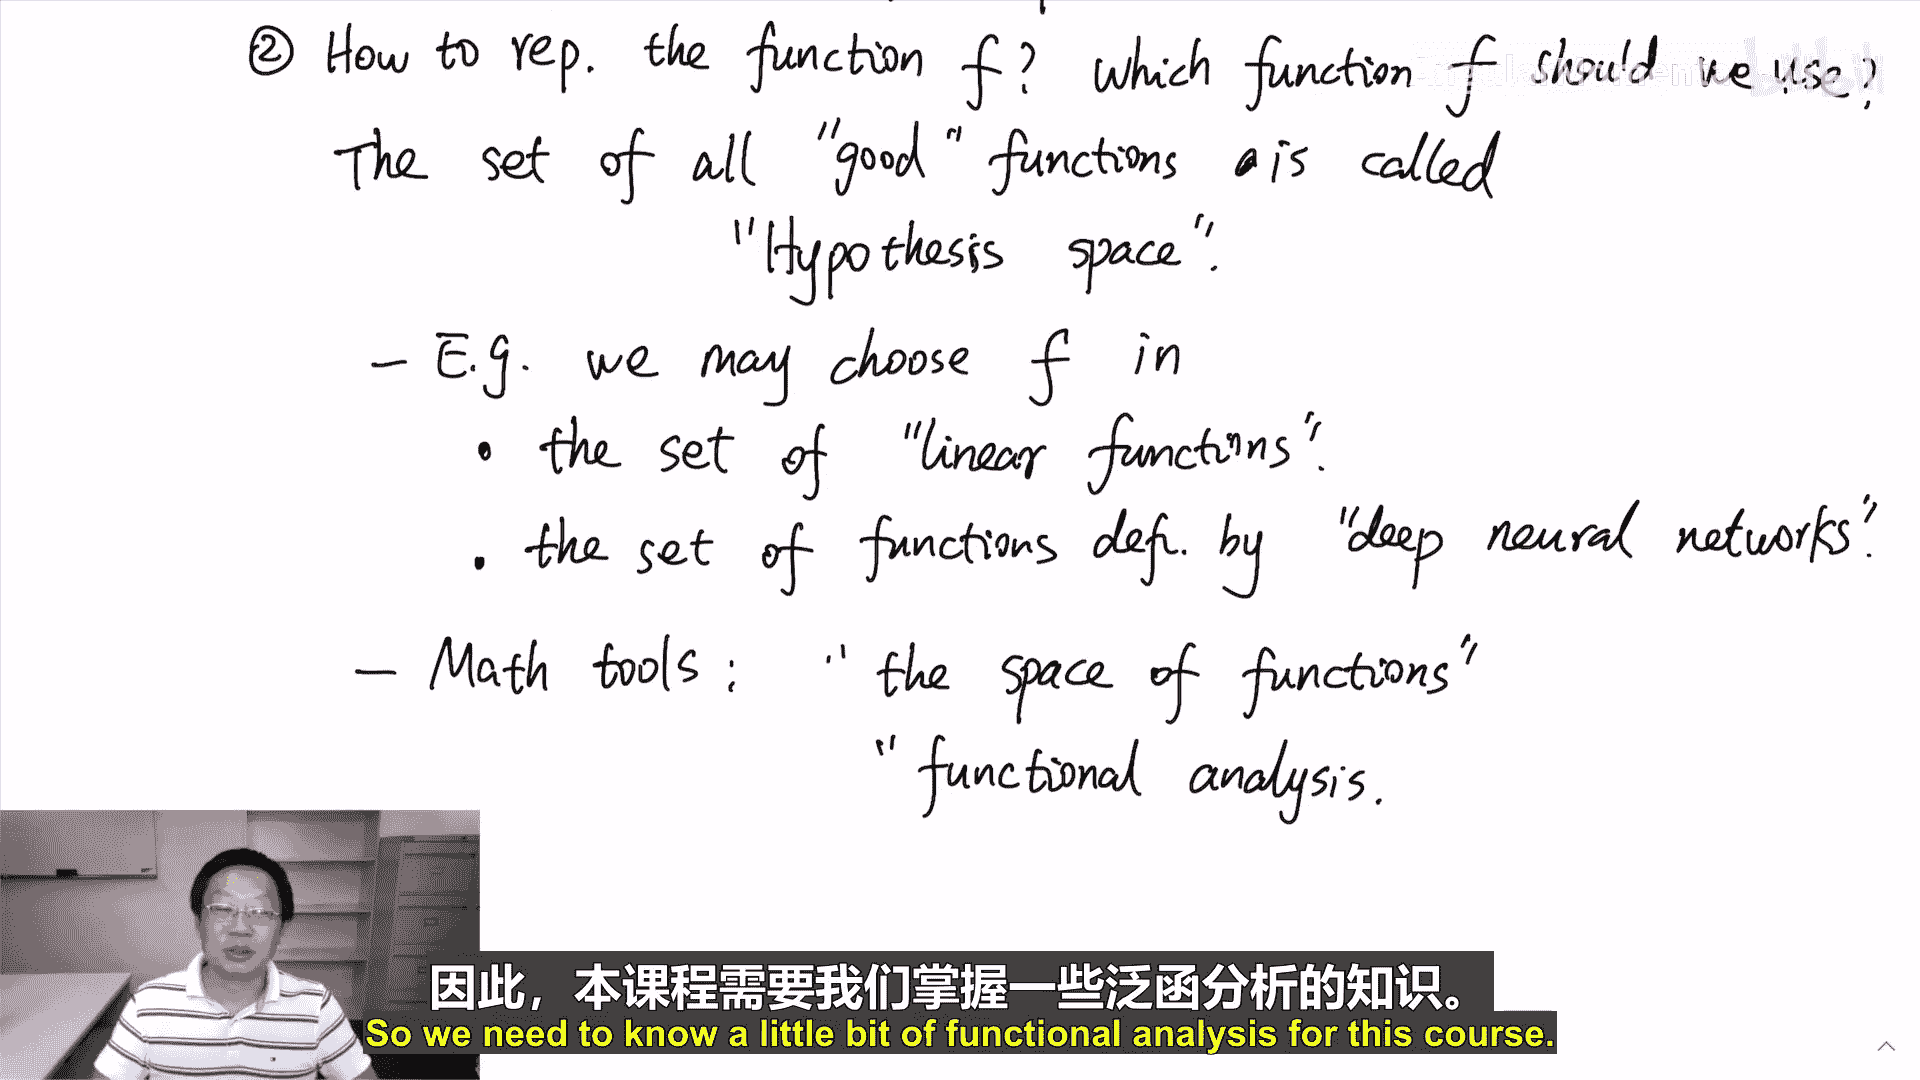 ② How to rep. the function f? which function f should we use?
The set of all "good" functions is called
"Hypothesis space".
- E.g. we may choose f in
• the set of "linear functions".
• the set of functions def. by "deep neural networks".
- Math tools: "the space of functions"
"functional analysis.
因此，本课程需要我们掌握一些泛函分析的知识。
So we need to know a little bit of functional analysis for this course.